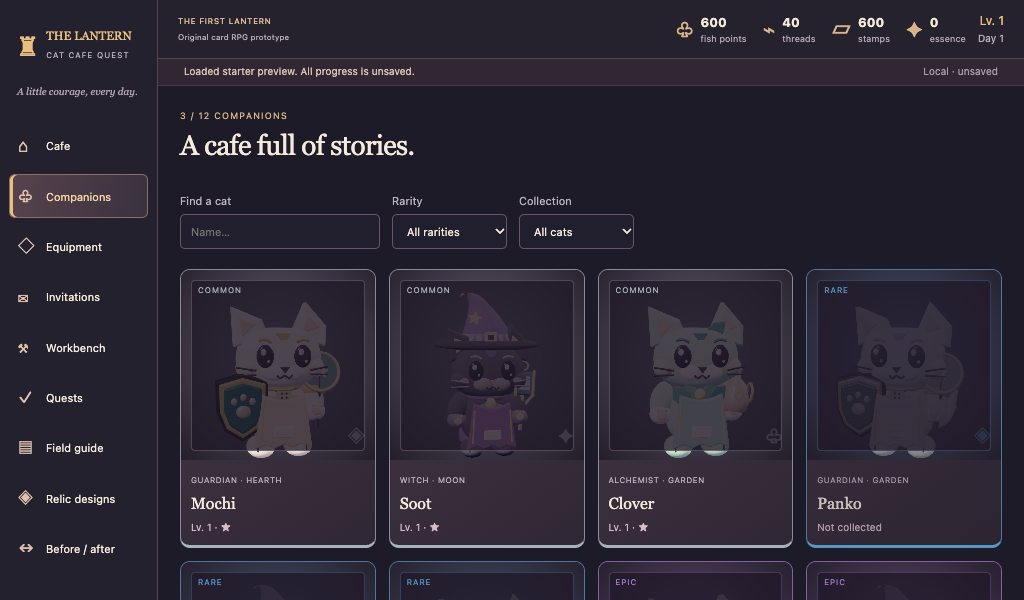 THE LANTERN
CAT CAFE QUEST
A little courage, every day.
Cafe
Companions
Equipment
Invitations
Workbench
Quests
Field guide
Relic designs
Before / after
THE FIRST LANTERN
Original card RPG prototype
600
fish points
40
threads
600
stamps
0
essence
Lv. 1
Day 1
Loaded starter preview. All progress is unsaved.
Local · unsaved
3 / 12 COMPANIONS
A cafe full of stories.
Find a cat
Name...
Rarity
All rarities
Collection
All cats
COMMON
GUARDIAN · HEARTH
Mochi
Lv. 1 · ★
COMMON
WITCH · MOON
Soot
Lv. 1 · ★
COMMON
ALCHEMIST · GARDEN
Clover
Lv. 1 · ★
RARE
GUARDIAN · GARDEN
Panko
Not collected
RARE
RARE
EPIC
EPIC